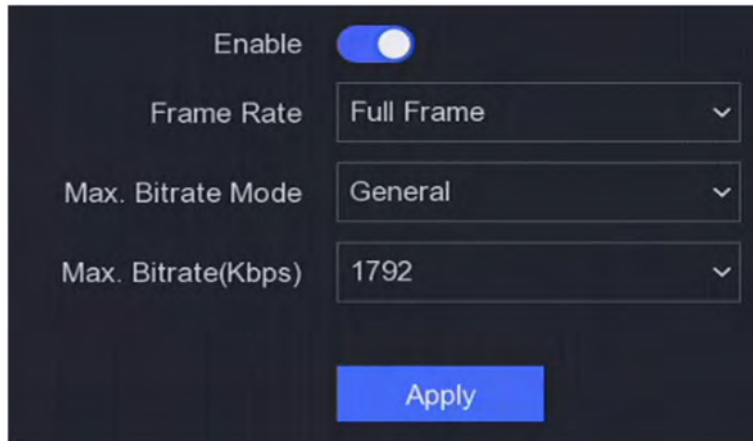 Enable
Frame Rate Full Frame
Max. Bitrate Mode General
Max. Bitrate(Kbps) 1792
Apply